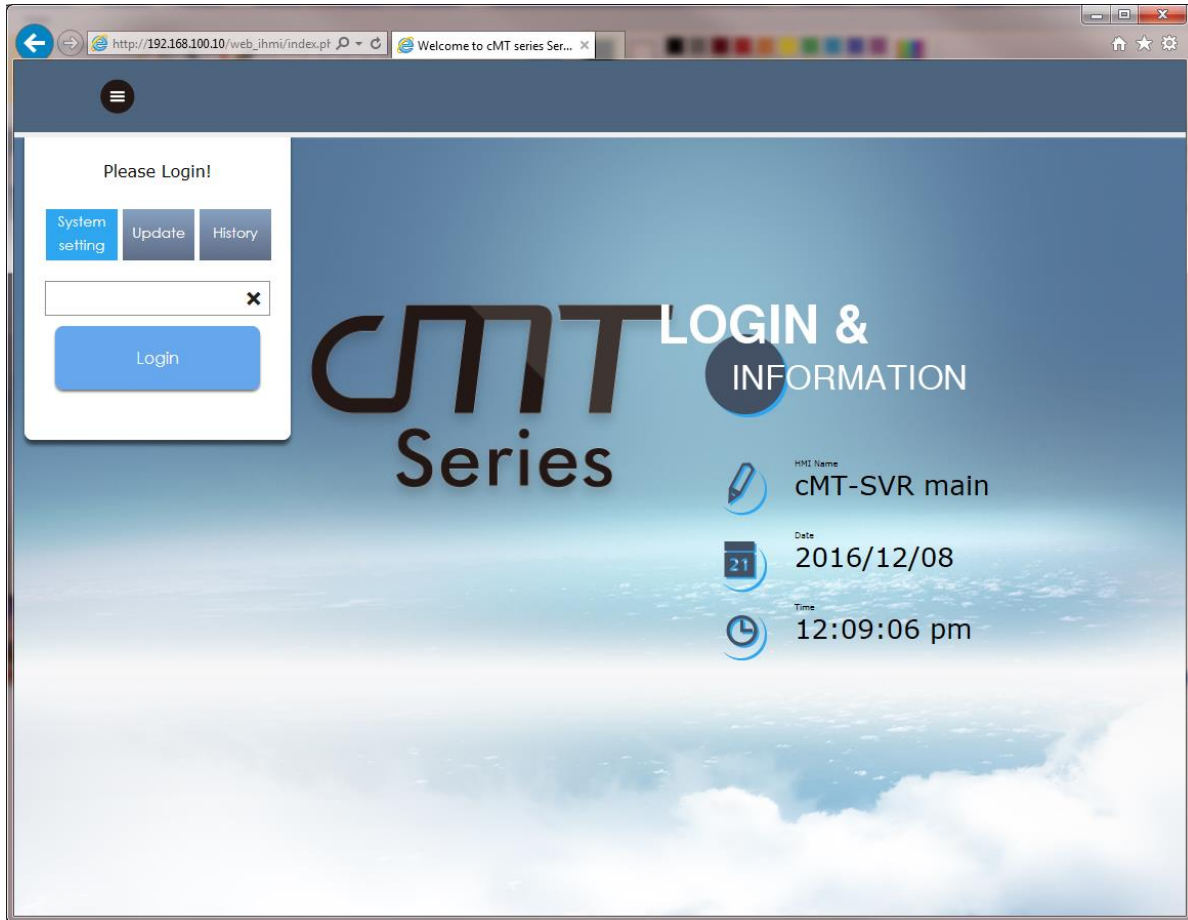 http://192.168.100.10/web_ihmi/index.ph
Welcome to cMT series Ser...
Please Login!
System
setting
Update
History
Login
cMT
Series
LOGIN &
INFORMATION
HMI Name
cMT-SVR main
21
Date
2016/12/08
Time
12:09:06 pm